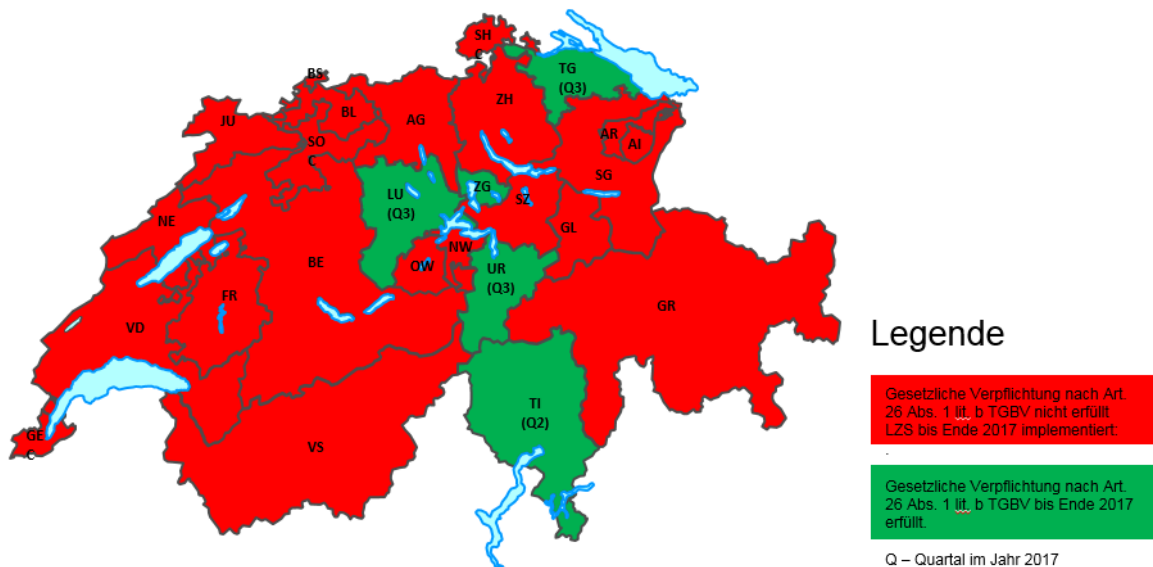 SH
C
TG
(Q3)
BS
ZH
BL
AG
JU
AR
AI
SO
C
SG
ZG
LU
(Q3)
SZ
NE
GL
NW
BE
OW
UR
(Q3)
FR
GR
VD
TI
(Q2)
GE
C
VS
Legende
Gesetzliche Verpflichtung nach Art.
26 Abs. 1 lit. b TGBV nicht erfüllt
LZS bis Ende 2017 implementiert:
.
Gesetzliche Verpflichtung nach Art.
26 Abs. 1 lit. b TGBV bis Ende 2017
erfüllt.
Q – Quartal im Jahr 2017